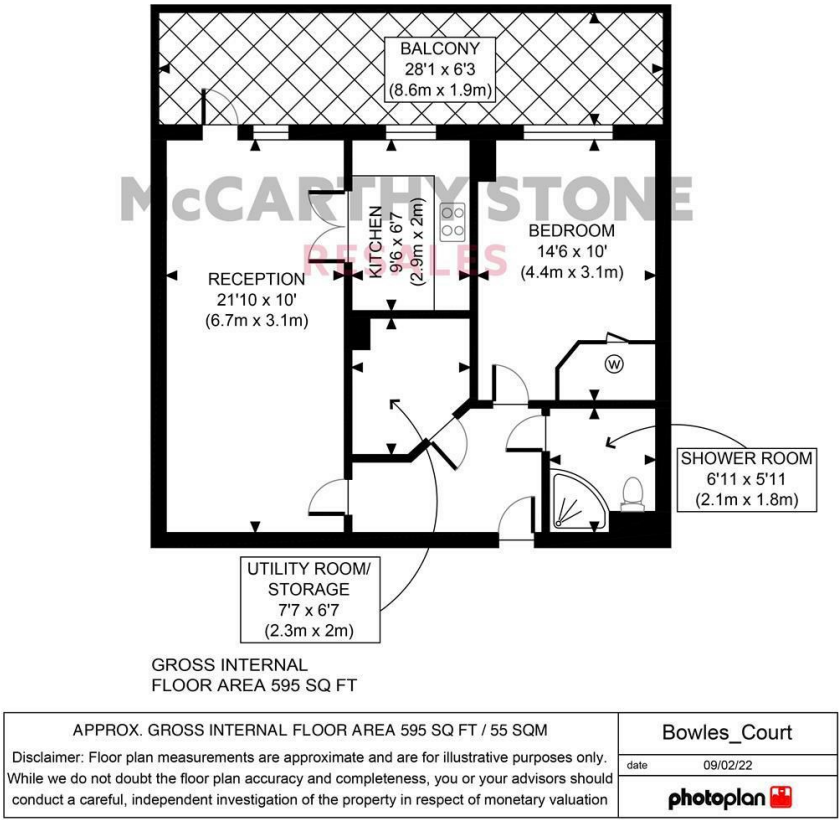 BALCONY
28'1 x 6'3
(8.6m x 1.9m)
McCARTHY STONE
RESALES
KITCHEN
9'6 x 6'7
(2.9m x 2m)
BEDROOM
14'6 x 10'
(4.4m x 3.1m)
RECEPTION
21'10 x 10'
(6.7m x 3.1m)
W
SHOWER ROOM
6'11 x 5'11
(2.1m x 1.8m)
UTILITY ROOM/
STORAGE
7'7 x 6'7
(2.3m x 2m)
GROSS INTERNAL
FLOOR AREA 595 SQ FT
APPROX. GROSS INTERNAL FLOOR AREA 595 SQ FT / 55 SQM
Disclaimer: Floor plan measurements are approximate and are for illustrative purposes only.
While we do not doubt the floor plan accuracy and completeness, you or your advisors should
conduct a careful, independent investigation of the property in respect of monetary valuation
Bowles_Court
date 09/02/22
photoplan